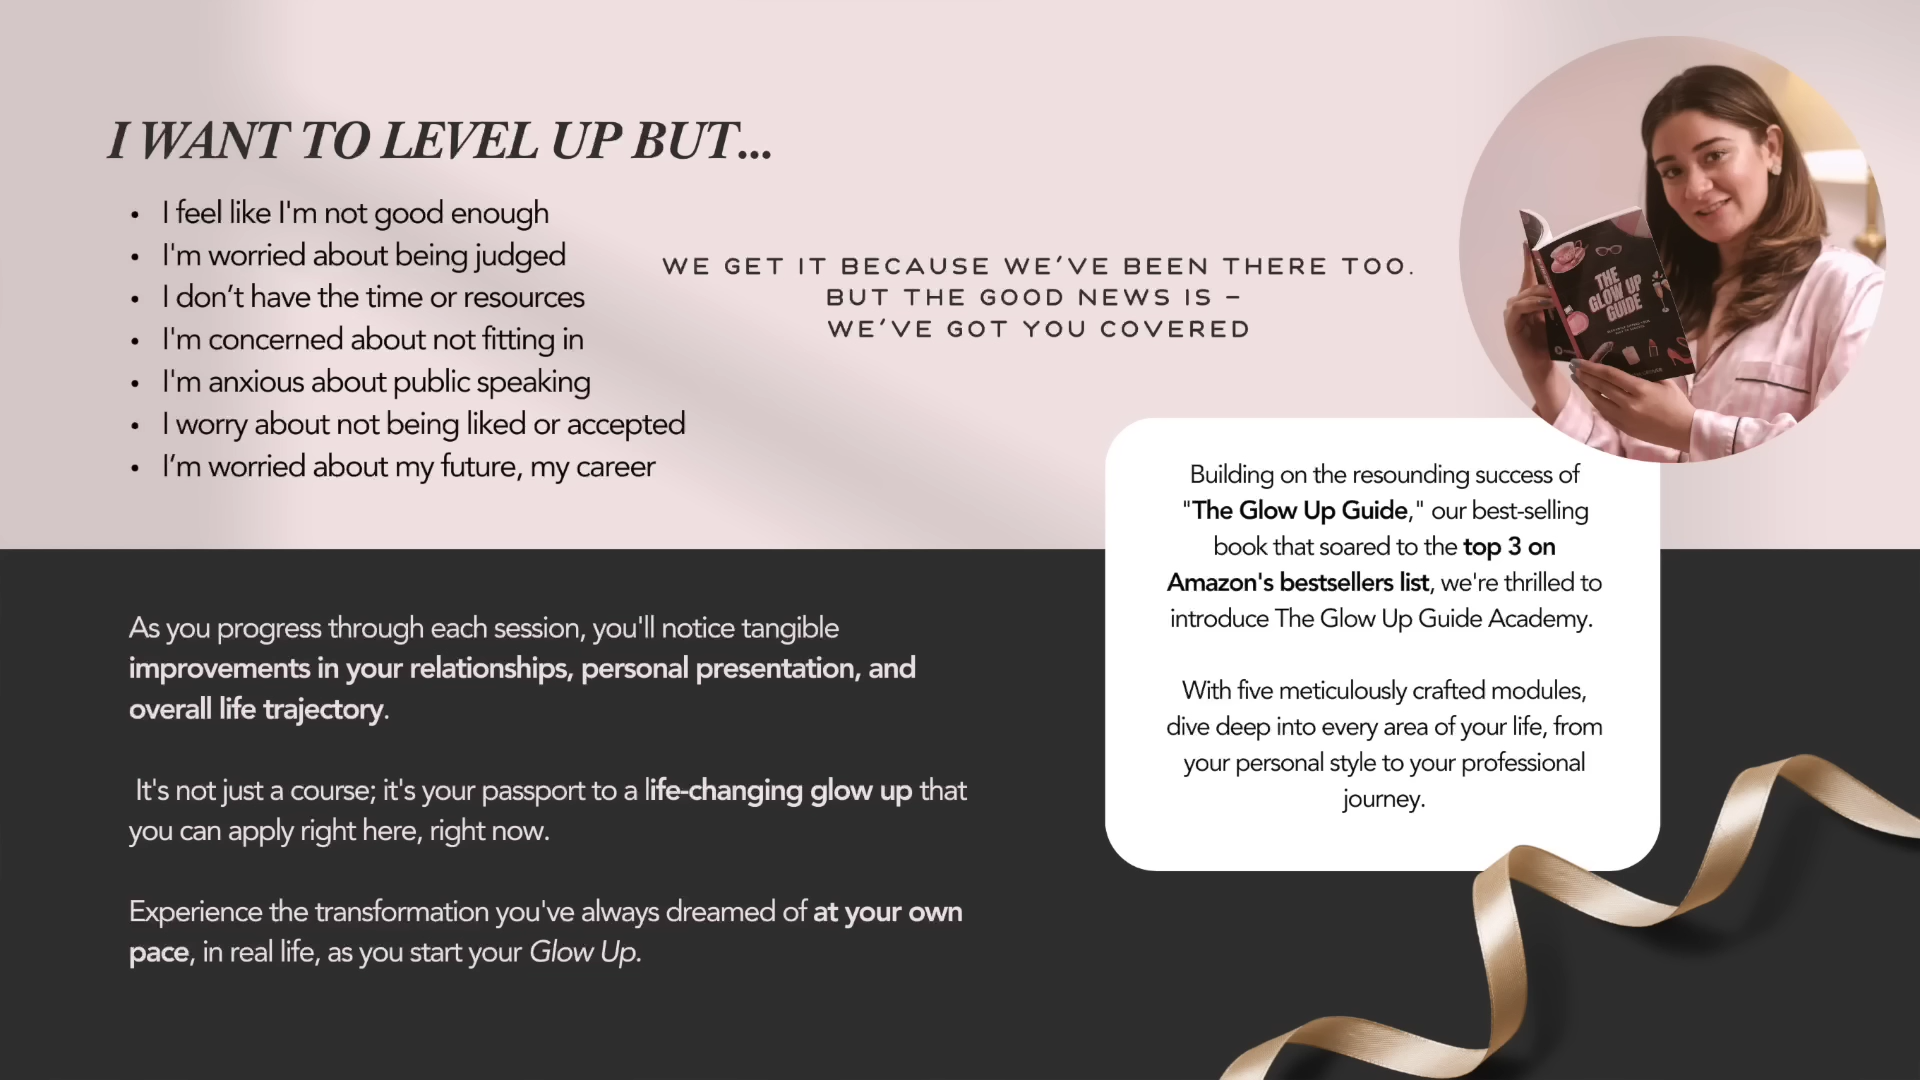 I WANT TO LEVEL UP BUT...
• I feel like I'm not good enough
• I'm worried about being judged
• I don’t have the time or resources
• I'm concerned about not fitting in
• I'm anxious about public speaking
• I worry about not being liked or accepted
• I’m worried about my future, my career
WE GET IT BECAUSE WE’VE BEEN THERE TOO.
BUT THE GOOD NEWS IS –
WE’VE GOT YOU COVERED
THE
GLOW UP
GUIDE
Building on the resounding success of
"The Glow Up Guide," our best-selling
book that soared to the top 3 on
Amazon's bestsellers list, we're thrilled to
introduce The Glow Up Guide Academy.
With five meticulously crafted modules,
dive deep into every area of your life, from
your personal style to your professional
journey.
As you progress through each session, you'll notice tangible
improvements in your relationships, personal presentation, and
overall life trajectory.
It's not just a course; it's your passport to a life-changing glow up that
you can apply right here, right now.
Experience the transformation you've always dreamed of at your own
pace, in real life, as you start your Glow Up.